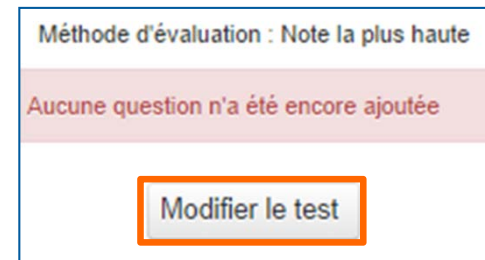 Méthode d'évaluation : Note la plus haute
Aucune question n'a été encore ajoutée
Modifier le test